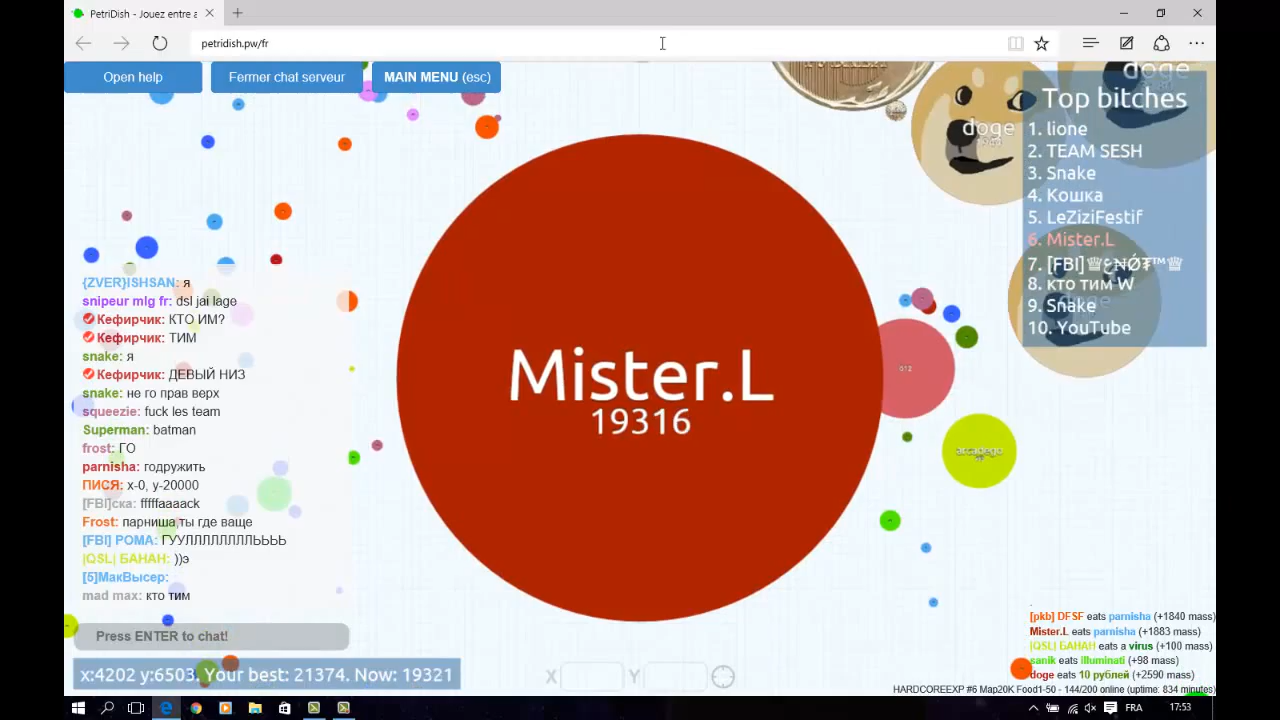 PetriDish - Jouez entre a
petridish.pw/fr
Open help
Fermer chat serveur
MAIN MENU (esc)
doge
doge
Top bitches
1. lione
2. TEAM SESH
3. Snake
4. Кошка
5. LeZiziFestif
6. Mister.L
7. [FBI]
8. кто тим W
9. Snake
10. YouTube
doge
{ZVER}ISHSAN: я
snipeur mlg fr: dsl jai lage
Кефирчик: КТО ИМ?
Кефирчик: ТИМ
snake: я
Кефирчик: ДЕВЫЙ НИЗ
snake: не го прав верх
squeezie: fuck les team
Superman: batman
frost: ГО
parnisha: годружить
ПИСЯ: x-0, y-20000
[FBI]ска: fffffaaaack
Frost: парниша ты где ваще
[FBI] РОМА: ГУУЛЛЛЛЛЛЛЛЬЬЬЬ
|QSL| БАНАН: ))э
[5]МакВысер:
mad max: кто тим
Press ENTER to chat!
Mister.L
19316
612
arcadego
x:4202 y:6503. Your best: 21374. Now: 19321
X
Y
[pkb] DFSF eats parnisha (+1840 mass)
Mister.L eats parnisha (+1883 mass)
|QSL| БАНАН eats a virus (+100 mass)
sanik eats illuminati (+98 mass)
doge eats 10 рублей (+2590 mass)
HARDCOREEXP #6 Map20K Food1-50 - 144/200 online (uptime: 834 minutes)
FRA
17:53